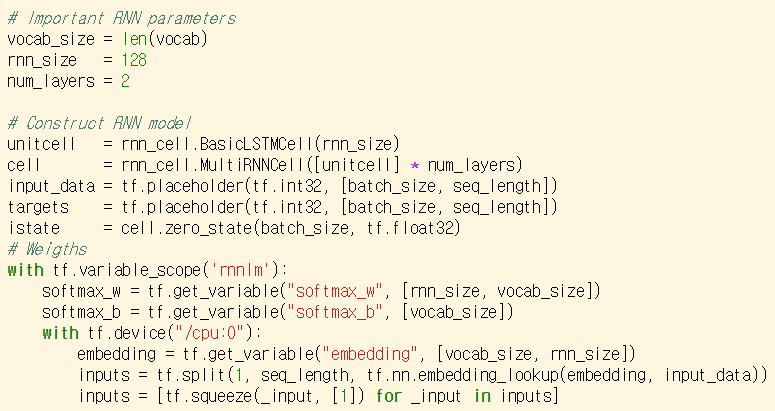 # Important RNN parameters
vocab_size = len(vocab)
rnn_size   = 128
num_layers = 2

# Construct RNN model
unitcell   = rnn_cell.BasicLSTMCell(rnn_size)
cell       = rnn_cell.MultiRNNCell([unitcell] * num_layers)
input_data = tf.placeholder(tf.int32, [batch_size, seq_length])
targets    = tf.placeholder(tf.int32, [batch_size, seq_length])
istate     = cell.zero_state(batch_size, tf.float32)
# Weigths
with tf.variable_scope('rnnlm'):
    softmax_w = tf.get_variable("softmax_w", [rnn_size, vocab_size])
    softmax_b = tf.get_variable("softmax_b", [vocab_size])
    with tf.device("/cpu:0"):
        embedding = tf.get_variable("embedding", [vocab_size, rnn_size])
        inputs = tf.split(1, seq_length, tf.nn.embedding_lookup(embedding, input_data))
        inputs = [tf.squeeze(_input, [1]) for _input in inputs]